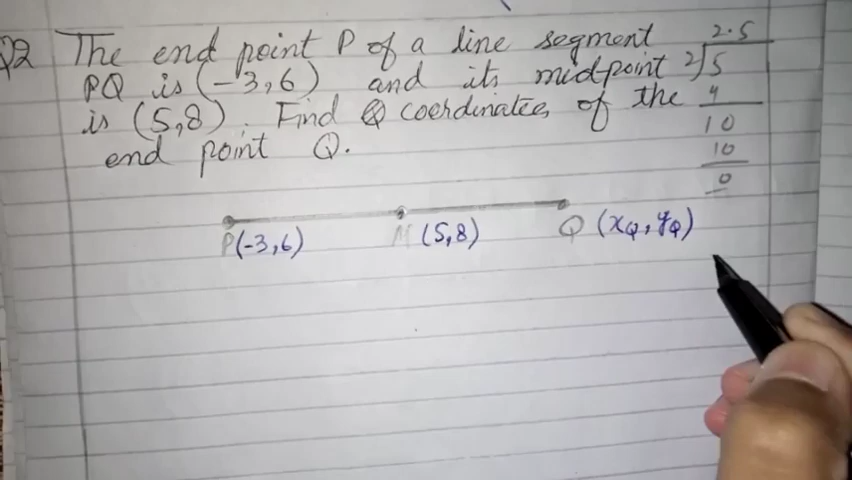 Q2 The end point P of a line segment
PQ is (-3,6) and its midpoint
is (5,8). Find coordinates of the
end point Q.
2.5
2)5
4
10
10
0
P(-3,6) M (5,8) Q (xQ, yQ)